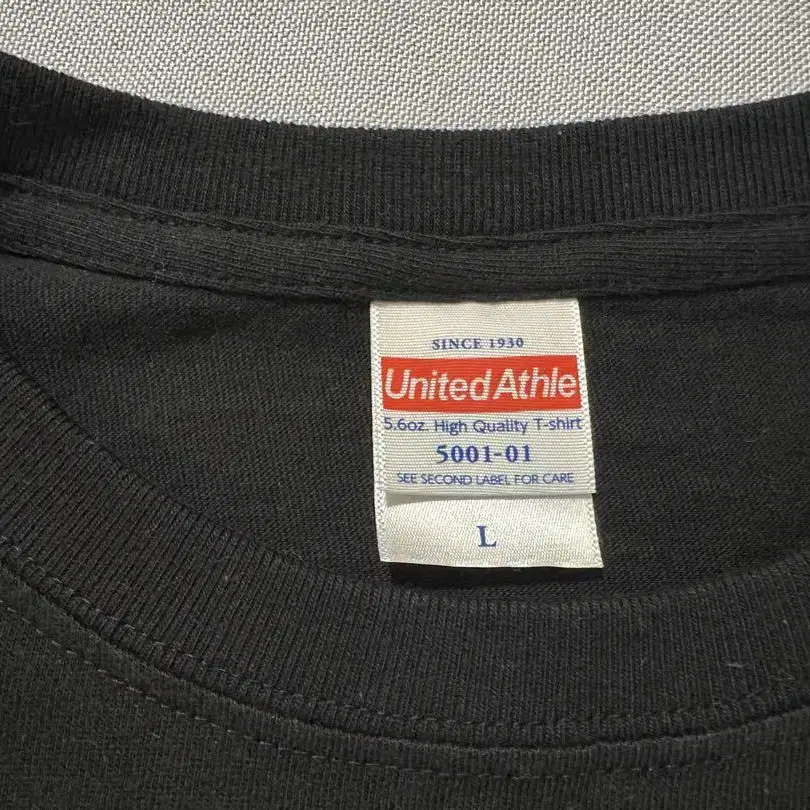 SINCE 1930
United Athle
5.6oz. High Quality T-shirt
5001-01
SEE SECOND LABEL FOR CARE
L